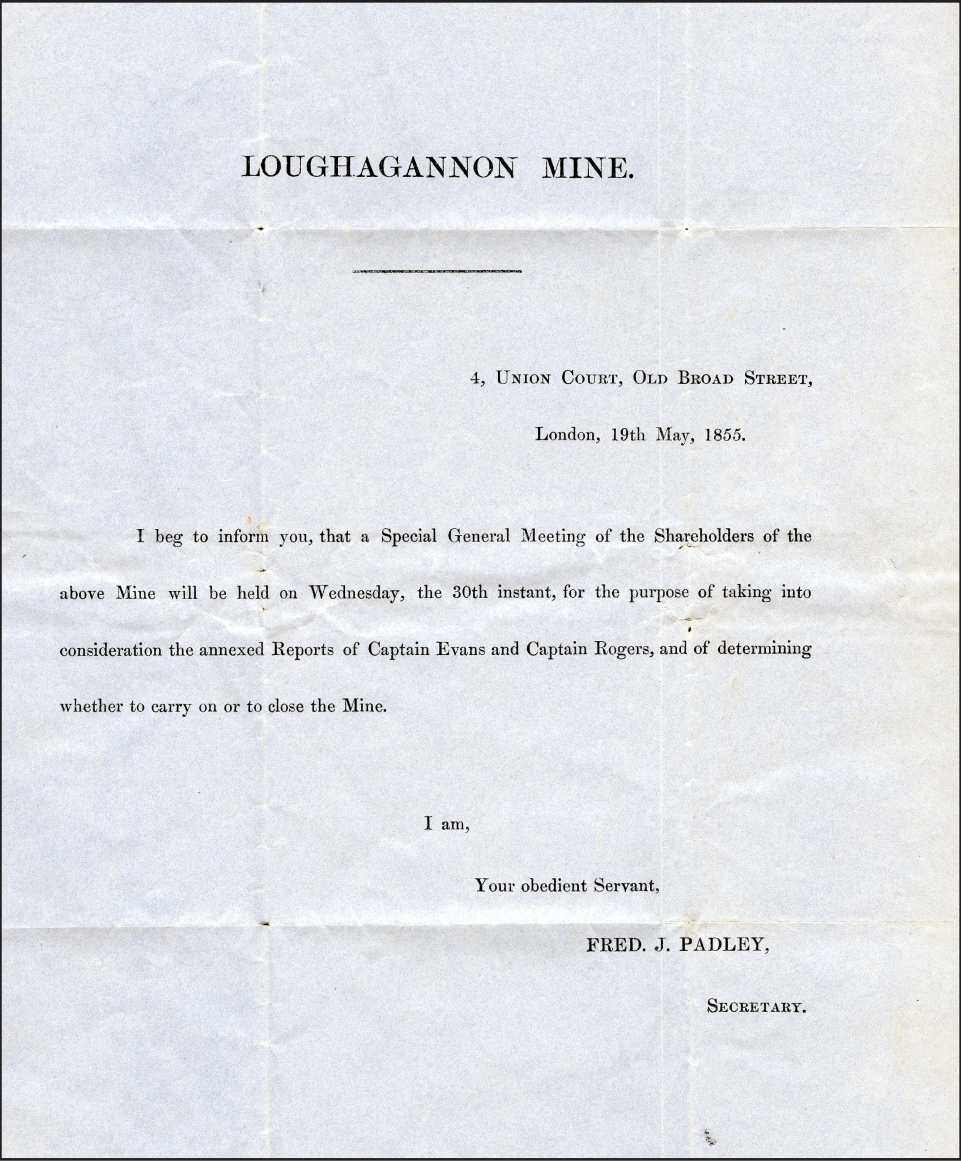 LOUGHAGANNON MINE.
4, Union Court, Old Broad Street,
London, 19th May, 1855.
I beg to inform you, that a Special General Meeting of the Shareholders of the
above Mine will be held on Wednesday, the 30th instant, for the purpose of taking into
consideration the annexed Reports of Captain Evans and Captain Rogers, and of determining
whether to carry on or to close the Mine.
I am,
Your obedient Servant,
FRED. J. PADLEY,
Secretary.